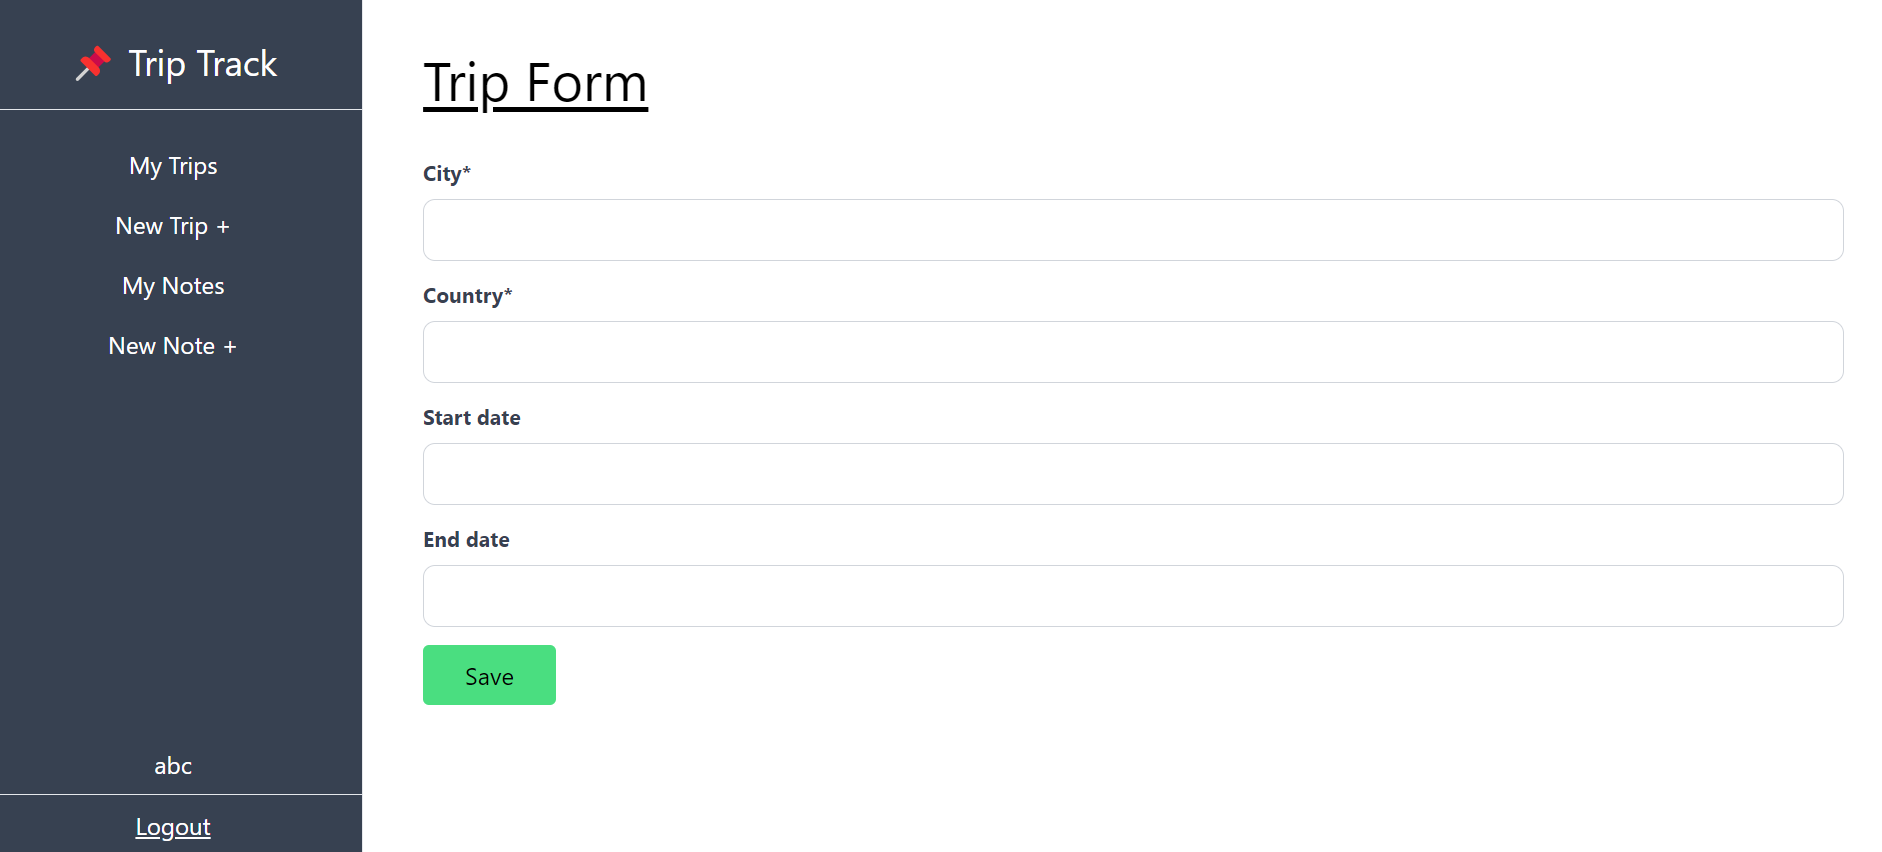 Trip Track
My Trips
New Trip +
My Notes
New Note +
abc
Logout
Trip Form
City*
Country*
Start date
End date
Save